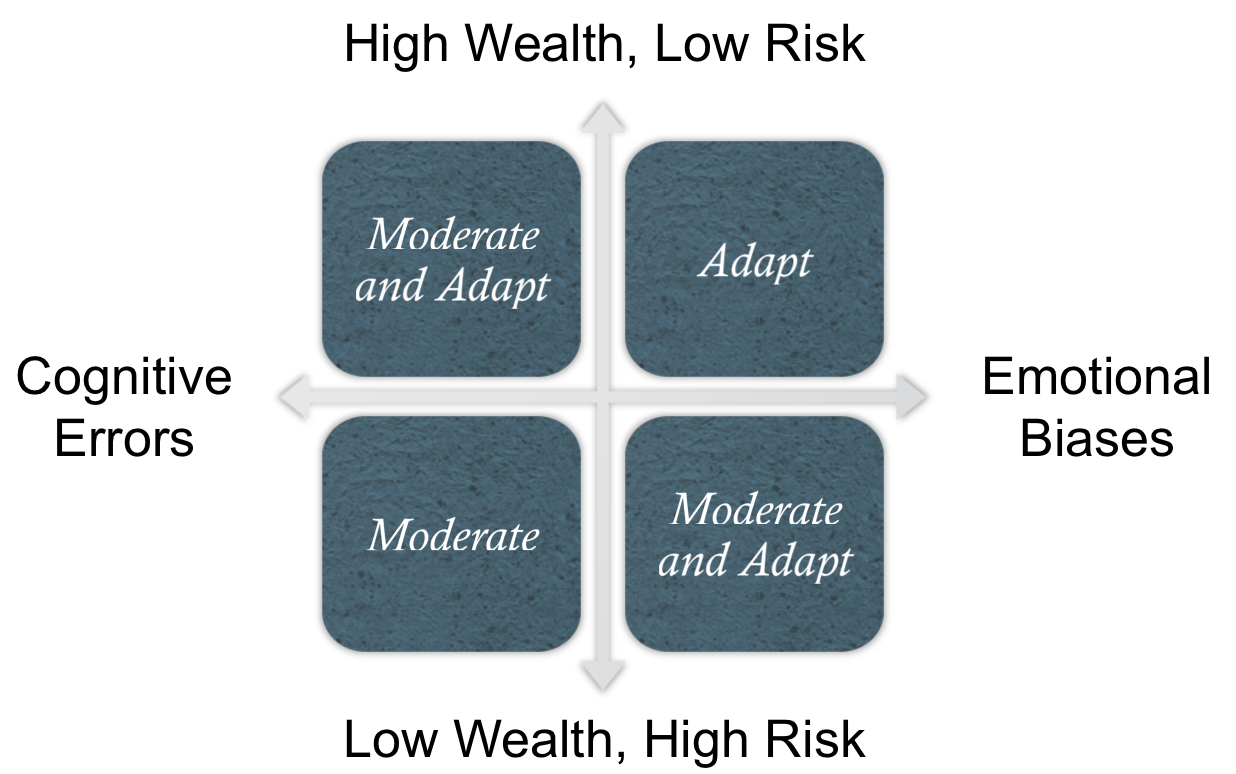 High Wealth, Low Risk
Moderate
and Adapt
Adapt
Cognitive
Errors
Emotional
Biases
Moderate
Moderate
and Adapt
Low Wealth, High Risk